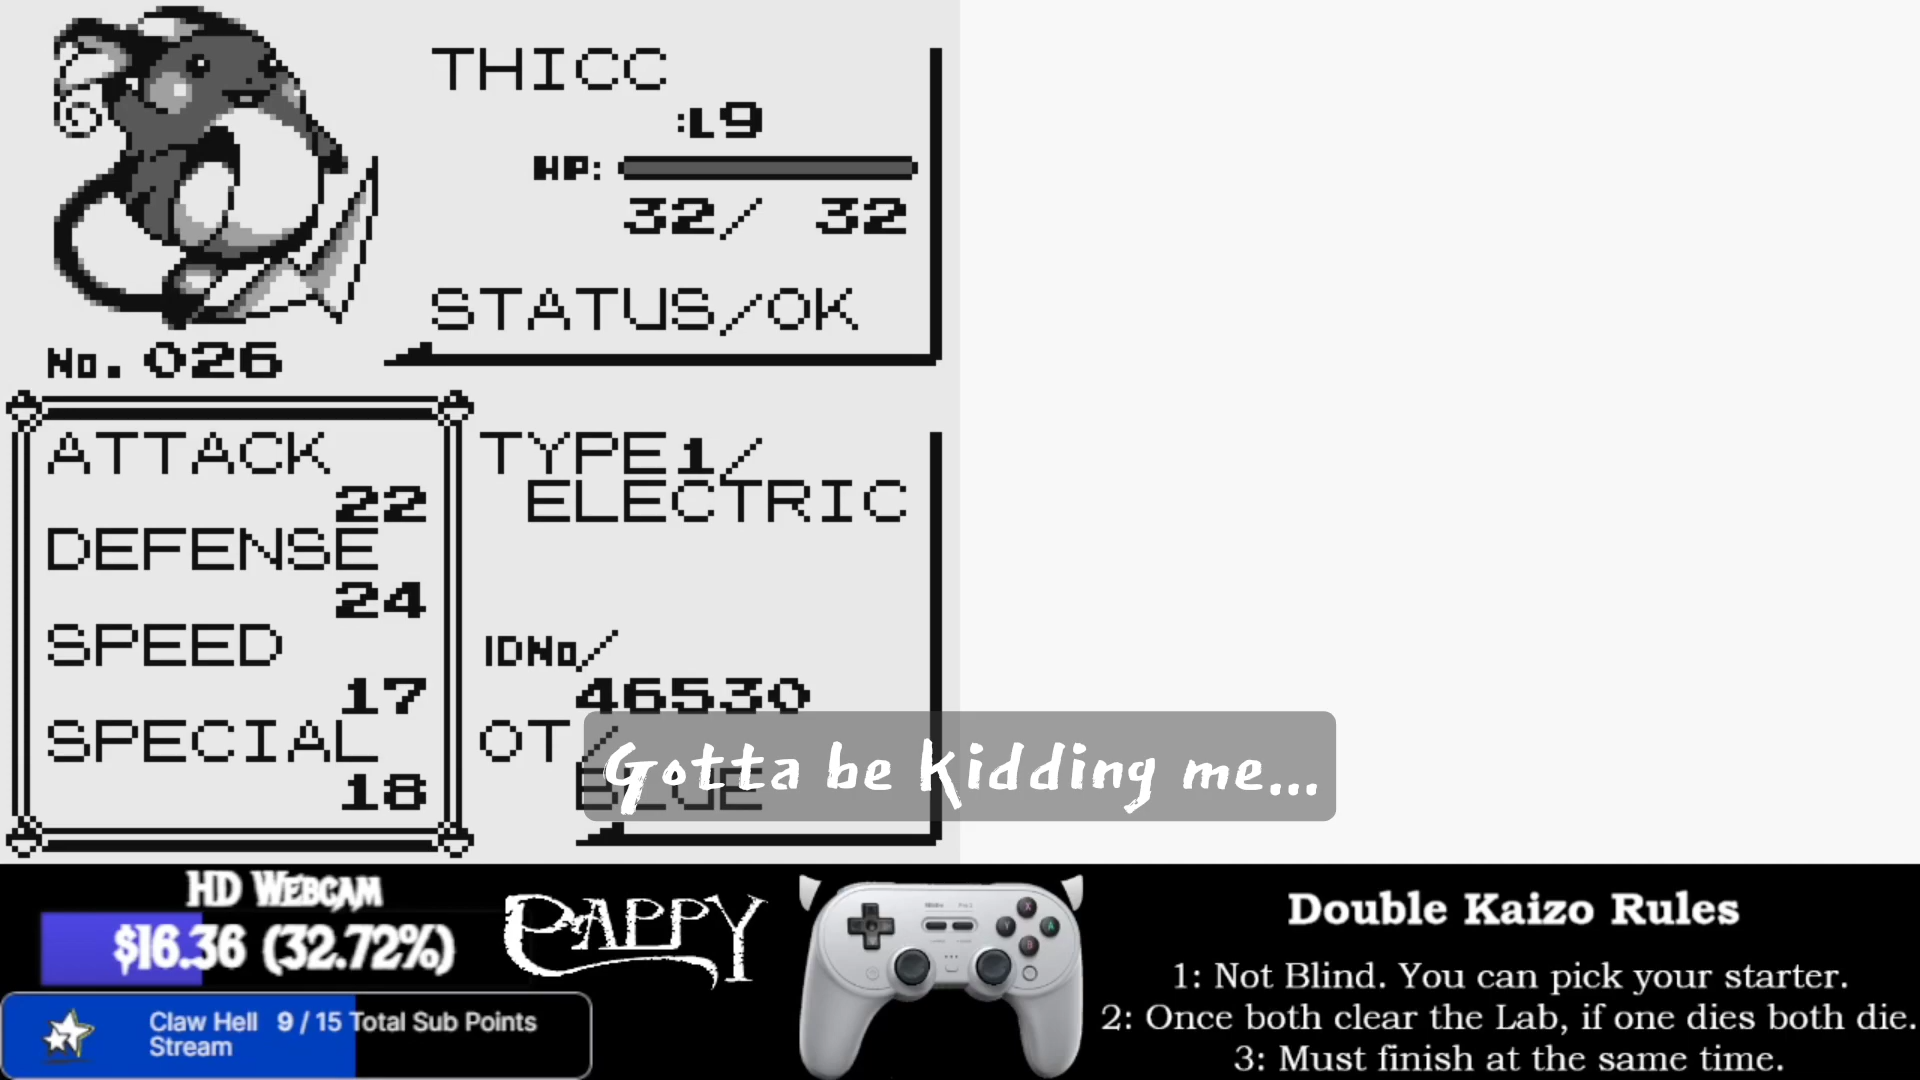 THICC
:L9
HP:
32/ 32
STATUS/OK
No. 026
ATTACK
22
DEFENSE
24
SPEED
17
SPECIAL
18
TYPE1/
ELECTRIC
IDNo/
46530
OT/
BLUE
Gotta be kidding me...
HD Webcam
$16.36 (32.72%)
Claw Hell 9 / 15 Total Sub Points
Stream
PAPPY
Double Kaizo Rules
1: Not Blind. You can pick your starter.
2: Once both clear the Lab, if one dies both die.
3: Must finish at the same time.